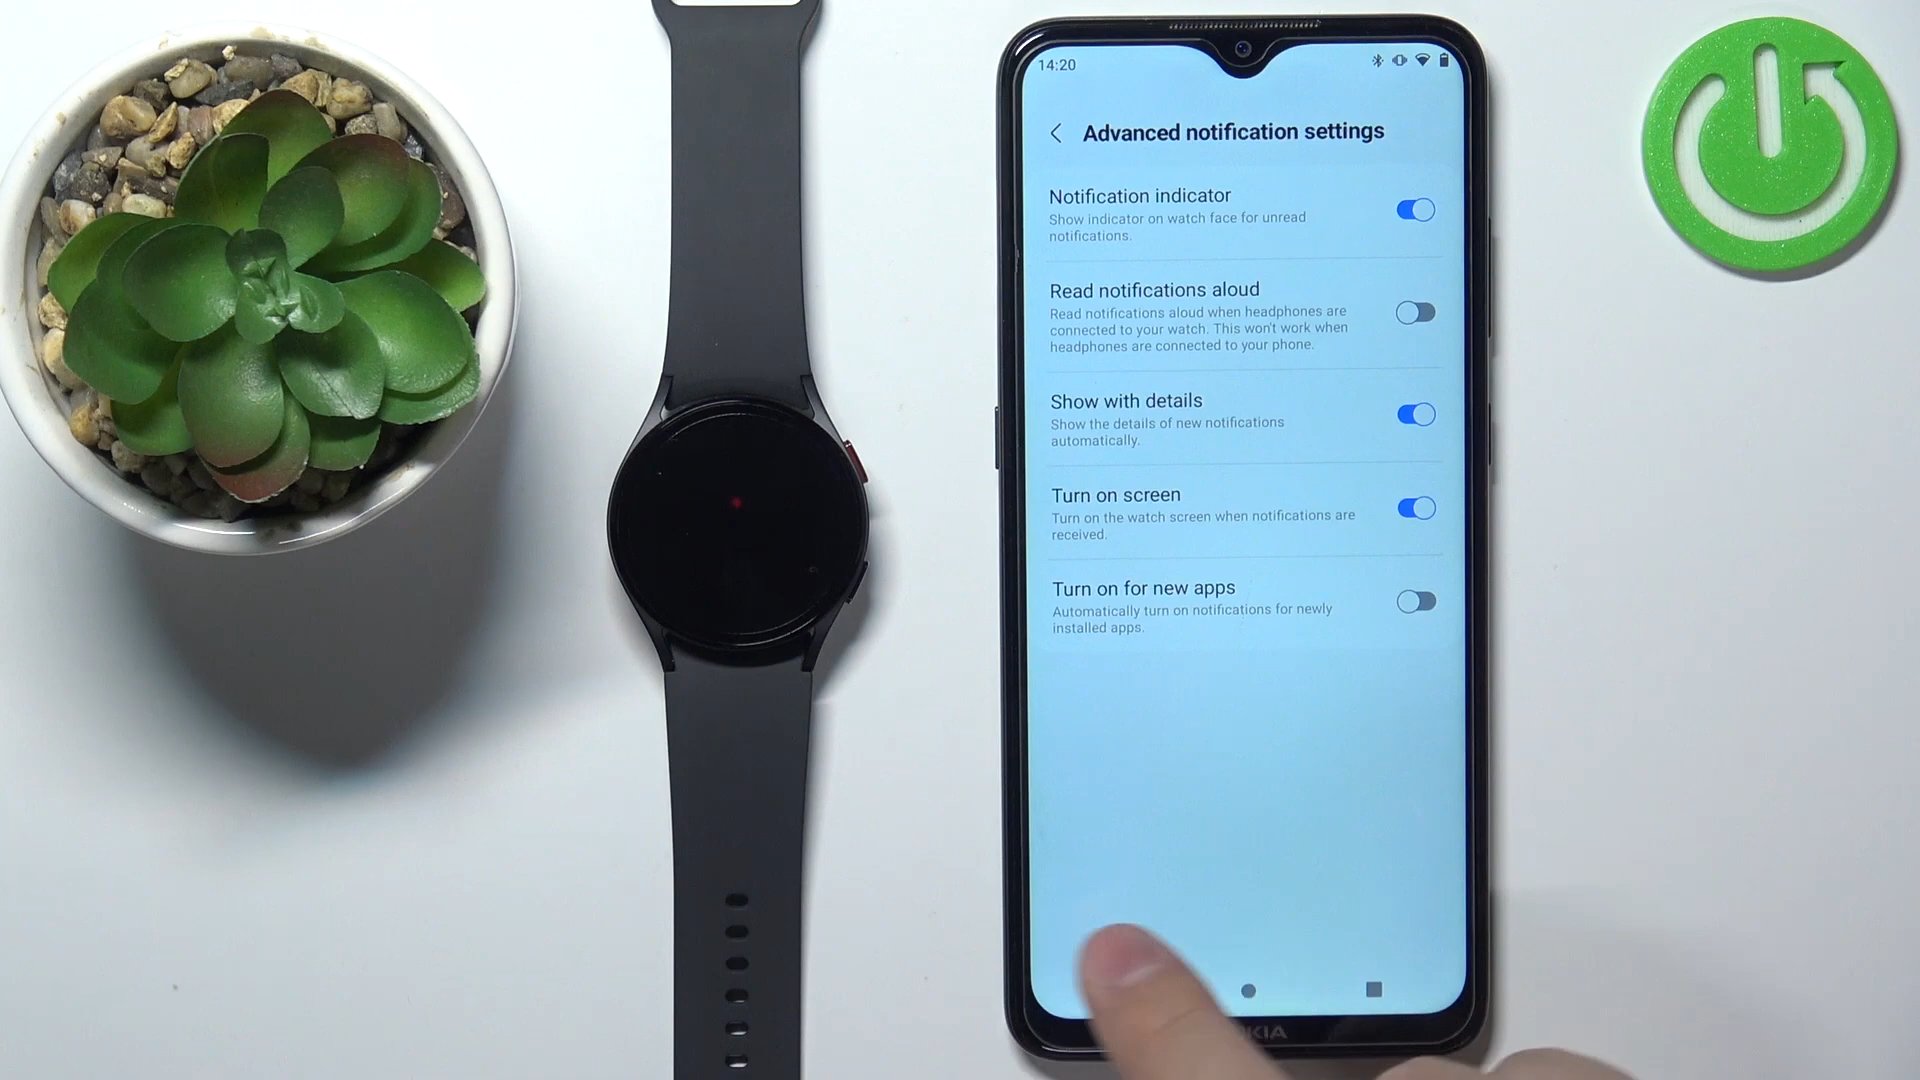 14:20
Advanced notification settings
Notification indicator
Show indicator on watch face for unread
notifications.
Read notifications aloud
Read notifications aloud when headphones are
connected to your watch. This won't work when
headphones are connected to your phone.
Show with details
Show the details of new notifications
automatically.
Turn on screen
Turn on the watch screen when notifications are
received.
Turn on for new apps
Automatically turn on notifications for newly
installed apps.
KIA